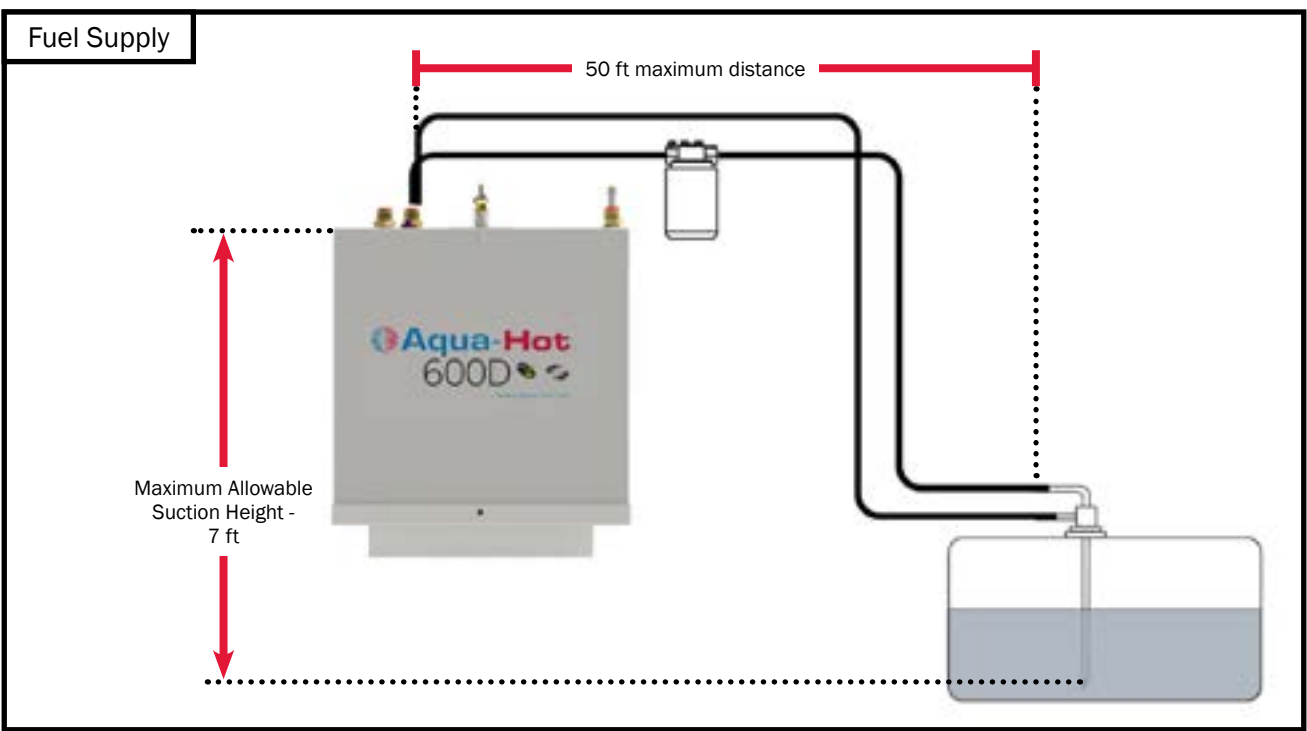 Fuel Supply
50 ft maximum distance
Aqua-Hot
600D
Maximum Allowable
Suction Height -
7 ft